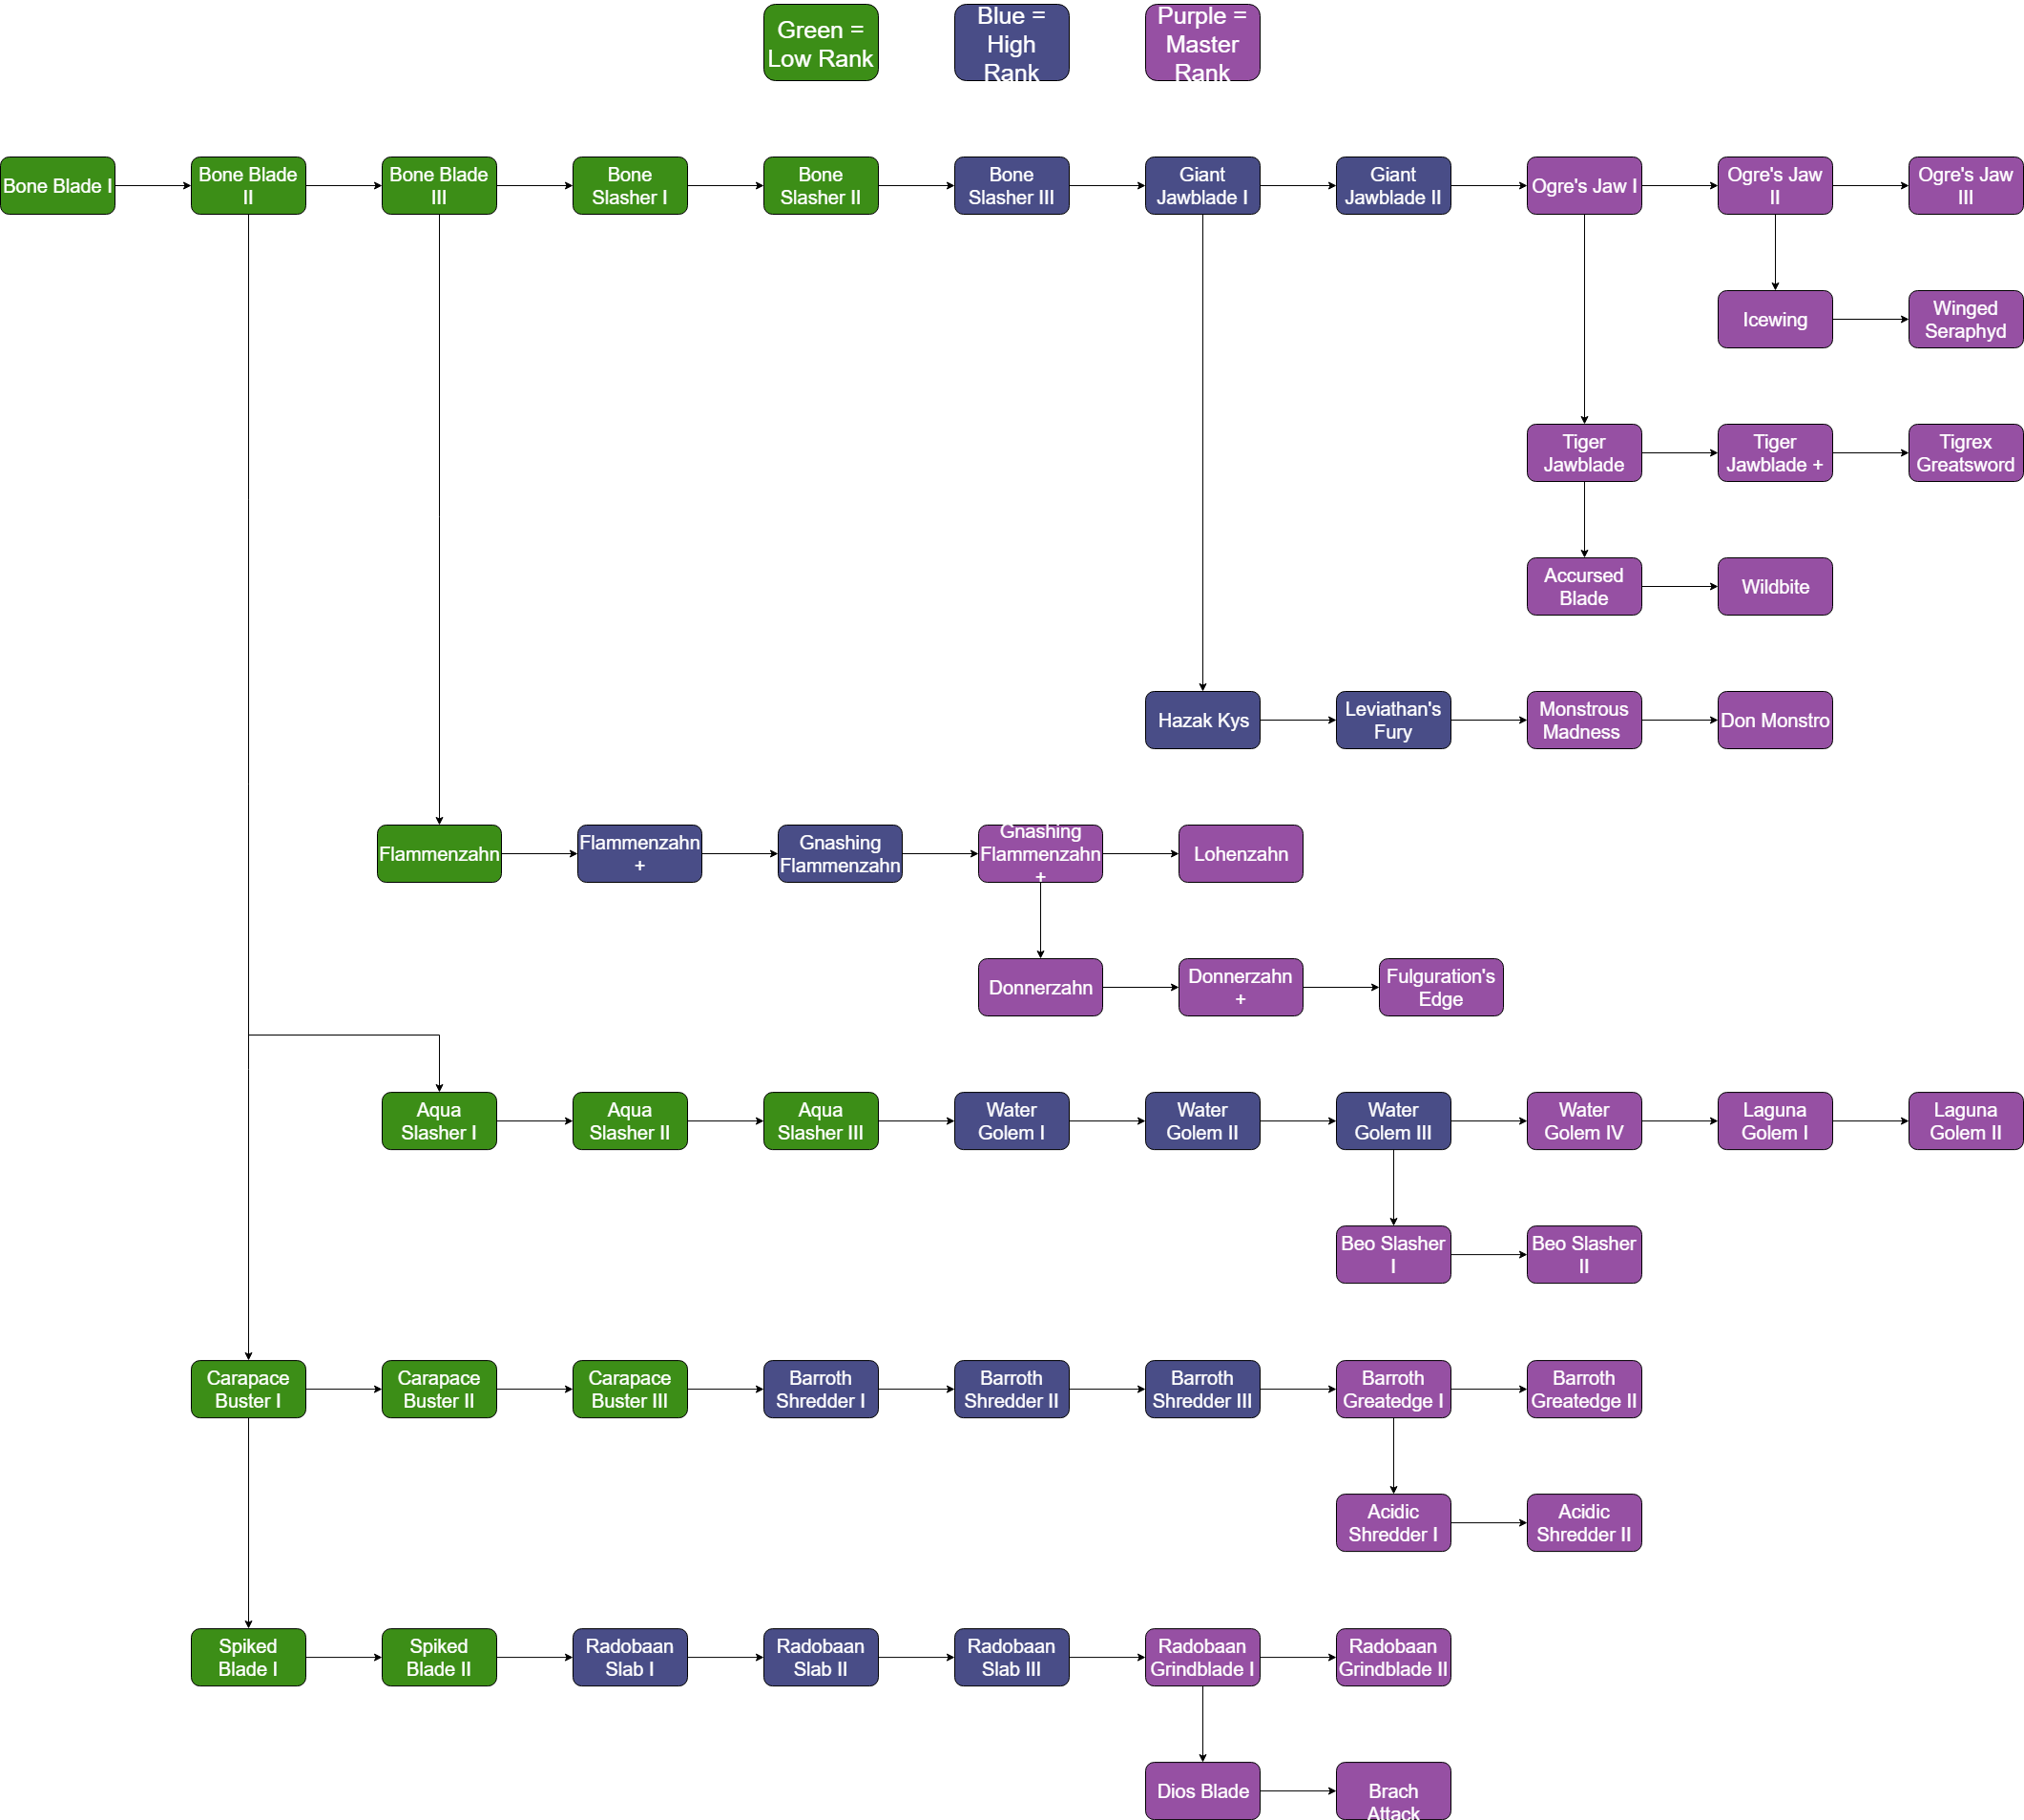 Green =
Low Rank
Blue =
High
Rank
Purple =
Master
Rank
Bone Blade I
Bone Blade
II
Bone Blade
III
Bone
Slasher I
Bone
Slasher II
Bone
Slasher III
Giant
Jawblade I
Giant
Jawblade II
Ogre's Jaw I
Ogre's Jaw
II
Ogre's Jaw
III
Icewing
Winged
Seraphyd
Tiger
Jawblade
Tiger
Jawblade +
Tigrex
Greatsword
Accursed
Blade
Wildbite
Hazak Kys
Leviathan's
Fury
Monstrous
Madness
Don Monstro
Flammenzahn
Flammenzahn
+
Gnashing
Flammenzahn
Gnashing
Flammenzahn
+
Lohenzahn
Donnerzahn
Donnerzahn
+
Fulguration's
Edge
Aqua
Slasher I
Aqua
Slasher II
Aqua
Slasher III
Water
Golem I
Water
Golem II
Water
Golem III
Water
Golem IV
Laguna
Golem I
Laguna
Golem II
Beo Slasher
I
Beo Slasher
II
Carapace
Buster I
Carapace
Buster II
Carapace
Buster III
Barroth
Shredder I
Barroth
Shredder II
Barroth
Shredder III
Barroth
Greatedge I
Barroth
Greatedge II
Acidic
Shredder I
Acidic
Shredder II
Spiked
Blade I
Spiked
Blade II
Radobaan
Slab I
Radobaan
Slab II
Radobaan
Slab III
Radobaan
Grindblade I
Radobaan
Grindblade II
Dios Blade
Brach
Attack